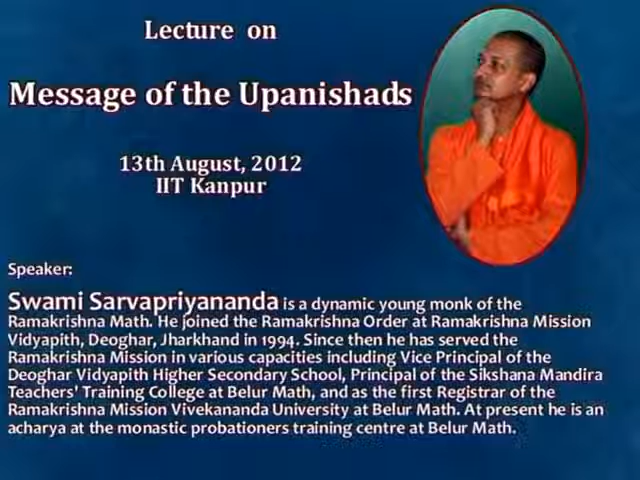 Lecture on
Message of the Upanishads
13th August, 2012
IIT Kanpur
Speaker:
Swami Sarvapriyananda is a dynamic young monk of the
Ramakrishna Math. He joined the Ramakrishna Order at Ramakrishna Mission
Vidyapith, Deoghar, Jharkhand in 1994. Since then he has served the
Ramakrishna Mission in various capacities including Vice Principal of the
Deoghar Vidyapith Higher Secondary School, Principal of the Sikshana Mandira
Teachers' Training College at Belur Math, and as the first Registrar of the
Ramakrishna Mission Vivekananda University at Belur Math. At present he is an
acharya at the monastic probationers training centre at Belur Math.